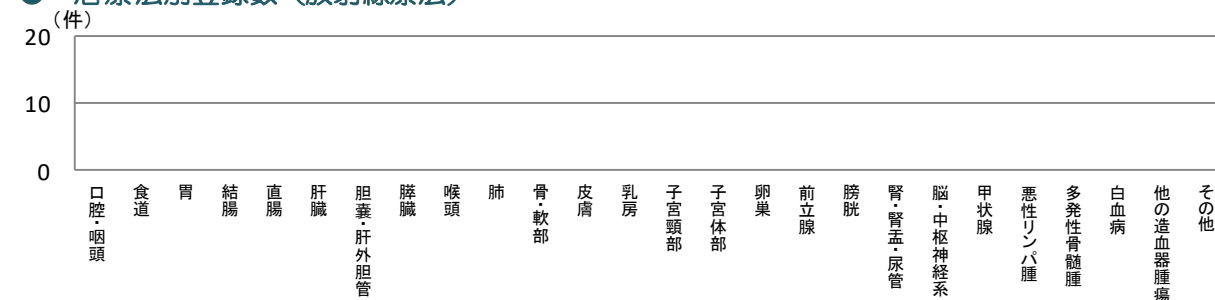 ● 治療法別登録数（放射線療法）
（件）
20
10
0
口腔・咽頭
食道
胃
結腸
直腸
肝臓
胆嚢・肝外胆管
膵臓
喉頭
肺
骨・軟部
皮膚
乳房
子宮頸部
子宮体部
卵巣
前立腺
膀胱
腎・腎盂・尿管
脳・中枢神経系
甲状腺
悪性リンパ腫
多発性骨髄腫
白血病
他の造血器腫瘍
その他